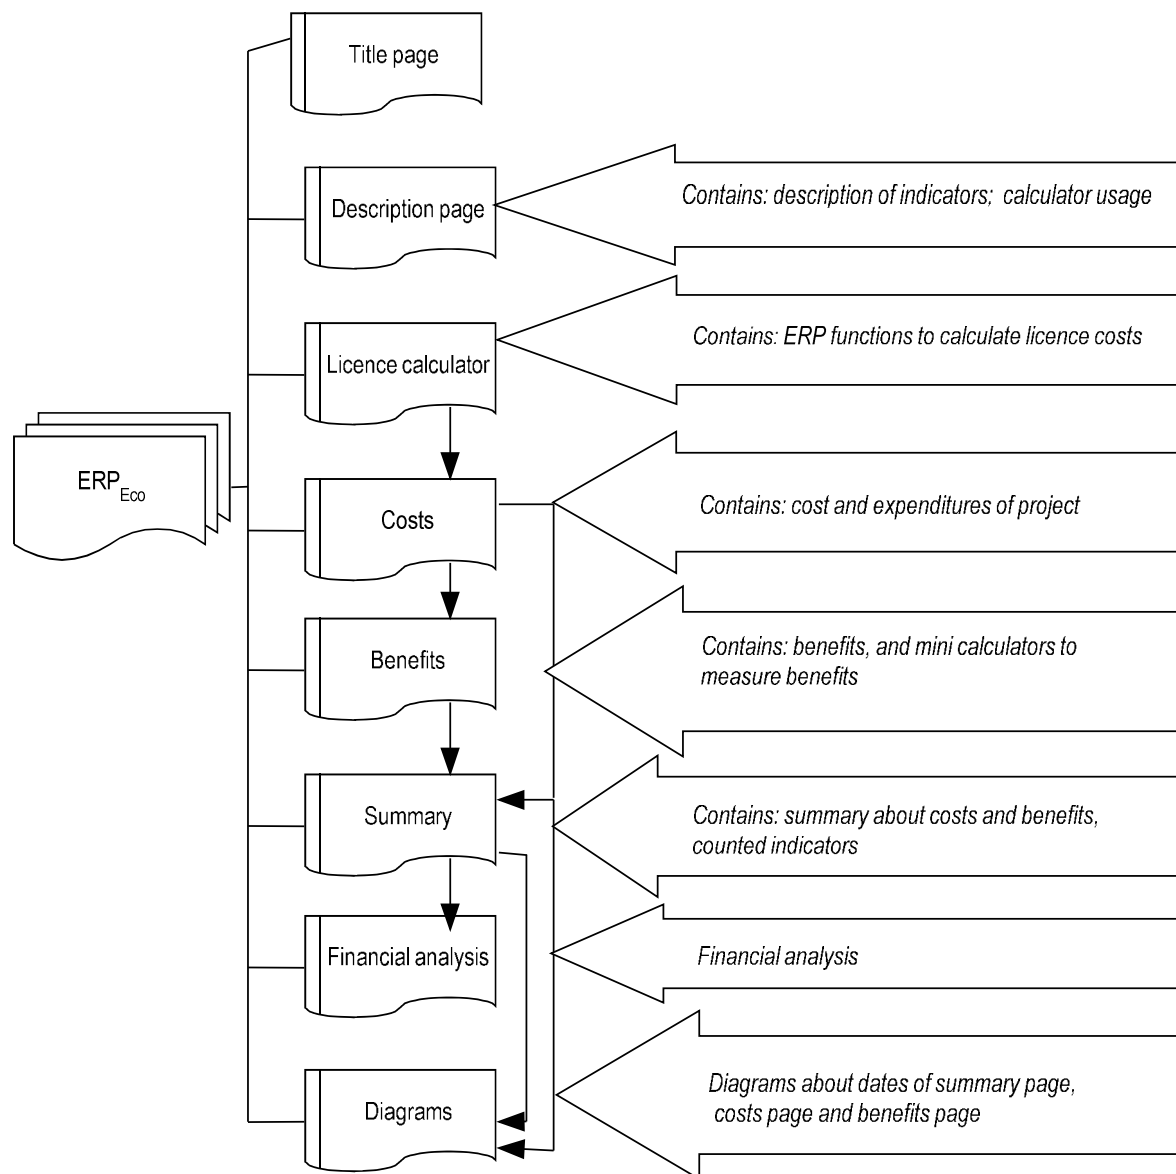 Title page
Description page
Contains: description of indicators; calculator usage
Licence calculator
Contains: ERP functions to calculate licence costs
ERP Eco
Costs
Contains: cost and expenditures of project
Benefits
Contains: benefits, and mini calculators to
measure benefits
Summary
Contains: summary about costs and benefits,
counted indicators
Financial analysis
Financial analysis
Diagrams
Diagrams about dates of summary page,
costs page and benefits page